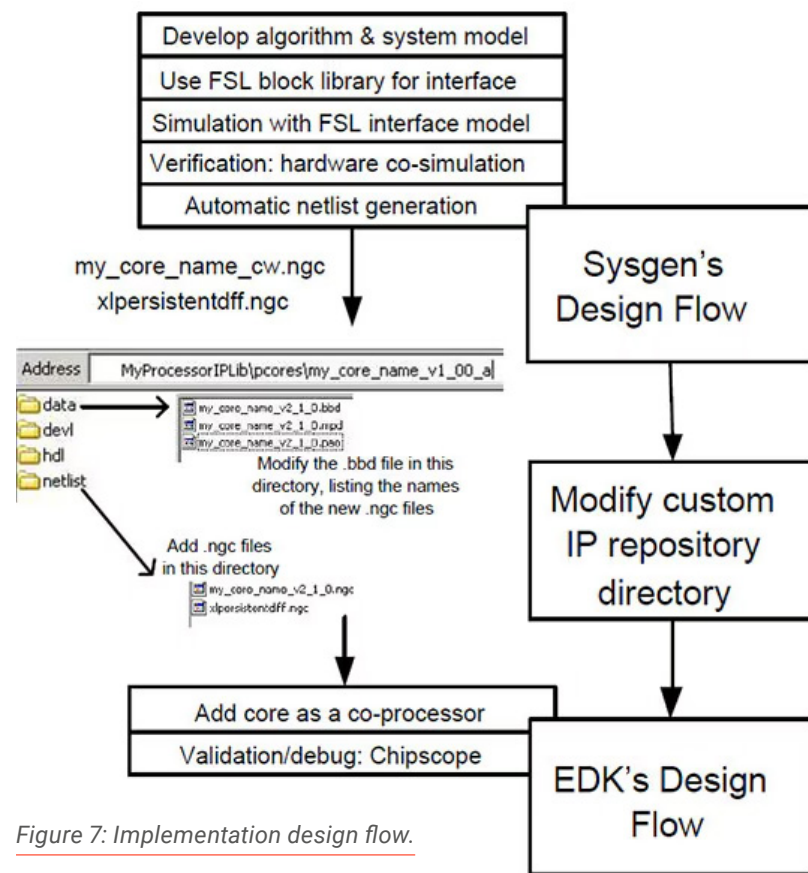 Develop algorithm & system model
Use FSL block library for interface
Simulation with FSL interface model
Verification: hardware co-simulation
Automatic netlist generation
my_core_name_cw.ngc
xlpersistentdff.ngc
Sysgen's
Design Flow
Address MyProcessorIPLib\pcores\my_core_name_v1_00_a
data
devl
hdl
netlist
my_core_name_v2_1_0.bbd
my_core_name_v2_1_0.mpd
my_core_name_v2_1_0.pao
Modify the .bbd file in this
directory, listing the names
of the new .ngc files
Add .ngc files
in this directory
my_core_name_v2_1_0.ngc
xlpersistentdff.ngc
Modify custom
IP repository
directory
Add core as a co-processor
Validation/debug: Chipscope
EDK's Design
Flow
Figure 7: Implementation design flow.